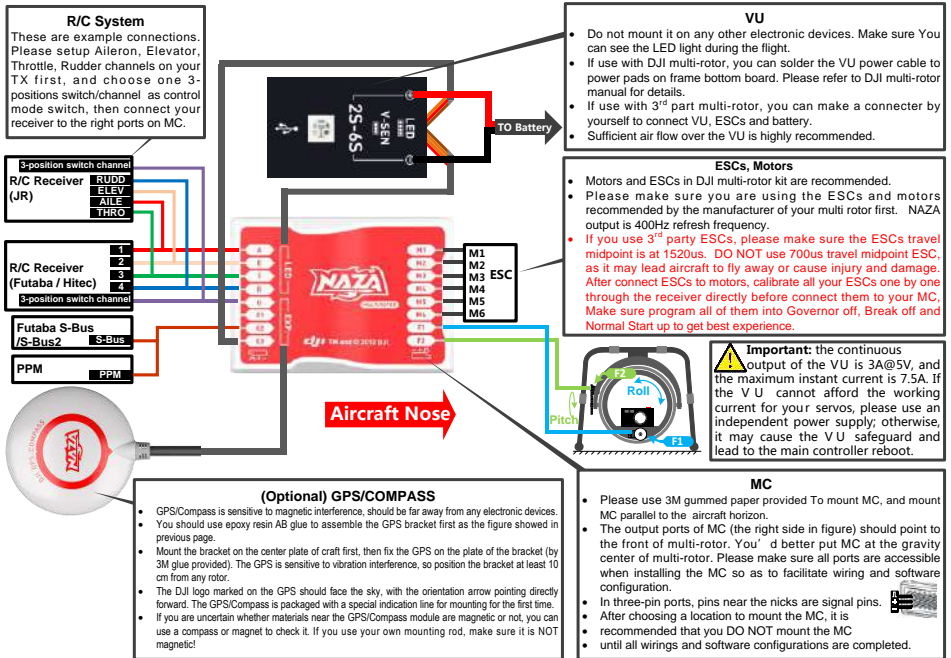 R/C System
These are example connections.
Please setup Aileron, Elevator,
Throttle, Rudder channels on your
TX first, and choose one 3-
positions switch/channel as control
mode switch, then connect your
receiver to the right ports on MC.
3-position switch channel
R/C Receiver
(JR)
RUDD
ELEV
AILE
THRO
R/C Receiver
(Futaba / Hitec)
1
2
3
4
3-position switch channel
Futaba S-Bus
/S-Bus2
S-Bus
PPM
PPM
LED
V-SEN
2S-6S
TO Battery
VU
• Do not mount it on any other electronic devices. Make sure You
can see the LED light during the flight.
• If use with DJI multi-rotor, you can solder the VU power cable to
power pads on frame bottom board. Please refer to DJI multi-rotor
manual for details.
• If use with 3rd part multi-rotor, you can make a connecter by
yourself to connect VU, ESCs and battery.
• Sufficient air flow over the VU is highly recommended.
A
E
T
R
U
X1
X2
X3
LED
EXP.
NAZA
dji TM and © 2012 DJI.
M1
M2
M3
M4
M5
M6
F1
F2
M1
M2
M3
M4
M5
M6
ESC
ESCs, Motors
• Motors and ESCs in DJI multi-rotor kit are recommended.
• Please make sure you are using the ESCs and motors
recommended by the manufacturer of your multi rotor first. NAZA
output is 400Hz refresh frequency.
• If you use 3rd party ESCs, please make sure the ESCs travel
midpoint is at 1520us. DO NOT use 700us travel midpoint ESC,
as it may lead aircraft to fly away or cause injury and damage.
After connect ESCs to motors, calibrate all your ESCs one by one
through the receiver directly before connect them to your MC,
Make sure program all of them into Governor off, Break off and
Normal Start up to get best experience.
Aircraft Nose
F2
Roll
Pitch
F1
Important: the continuous
output of the VU is 3A@5V, and
the maximum instant current is 7.5A. If
the V U cannot afford the working
current for your servos, please use an
independent power supply; otherwise,
it may cause the V U safeguard and
lead to the main controller reboot.
DJI GPS COMPASS
NAZA
(Optional) GPS/COMPASS
• GPS/Compass is sensitive to magnetic interference, should be far away from any electronic devices.
• You should use epoxy resin AB glue to assemble the GPS bracket first as the figure showed in
previous page.
• Mount the bracket on the center plate of craft first, then fix the GPS on the plate of the bracket (by
3M glue provided). The GPS is sensitive to vibration interference, so position the bracket at least 10
cm from any rotor.
• The DJI logo marked on the GPS should face the sky, with the orientation arrow pointing directly
forward. The GPS/Compass is packaged with a special indication line for mounting for the first time.
• If you are uncertain whether materials near the GPS/Compass module are magnetic or not, you can
use a compass or magnet to check it. If you use your own mounting rod, make sure it is NOT
magnetic!
MC
• Please use 3M gummed paper provided To mount MC, and mount
MC parallel to the aircraft horizon.
• The output ports of MC (the right side in figure) should point to
the front of multi-rotor. You' d better put MC at the gravity
center of multi-rotor. Please make sure all ports are accessible
when installing the MC so as to facilitate wiring and software
configuration.
• In three-pin ports, pins near the nicks are signal pins.
• After choosing a location to mount the MC, it is
• recommended that you DO NOT mount the MC
• until all wirings and software configurations are completed.